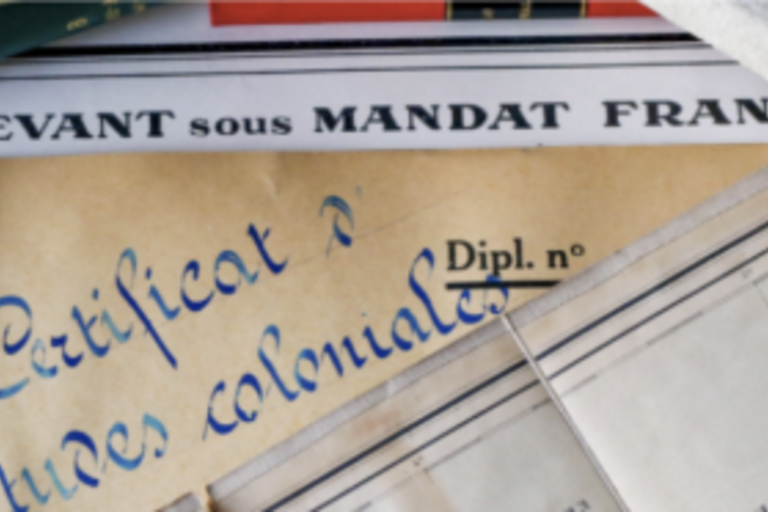 EVANT sous MANDAT FRAN
Certificat d'
Dipl. nº
tudes coloniales